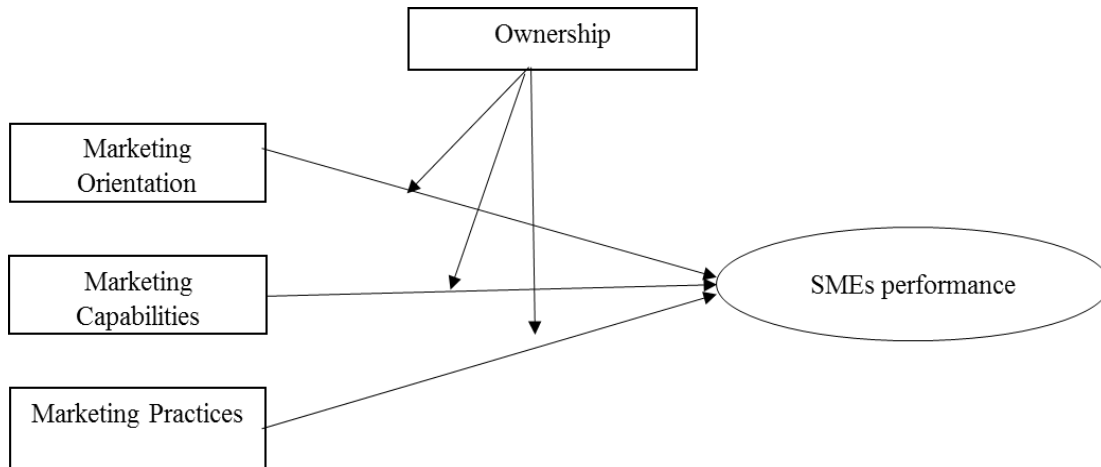 Ownership
Marketing
Orientation
Marketing
Capabilities
SMEs performance
Marketing Practices